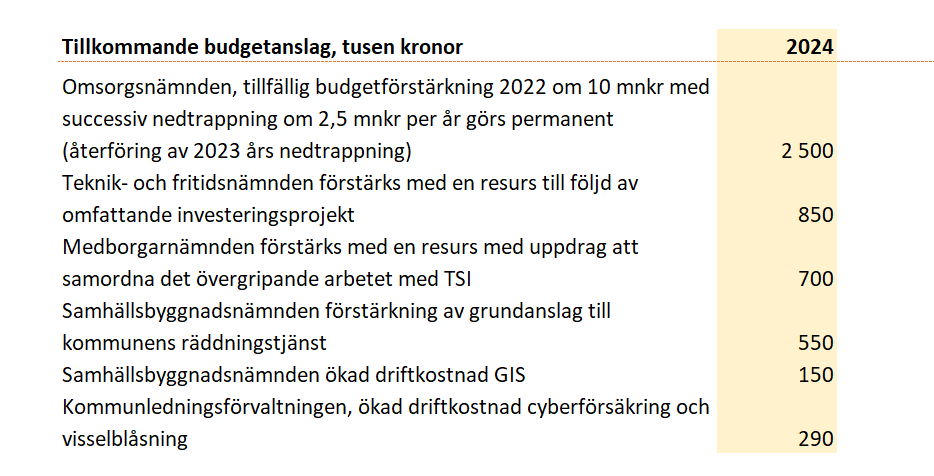 Tillkommande budgetanslag, tusen kronor 2024
Omsorgsnämnden, tillfällig budgetförstärkning 2022 om 10 mnkr med
successiv nedtrappning om 2,5 mnkr per år görs permanent
(återföring av 2023 års nedtrappning) 2 500
Teknik- och fritidsnämnden förstärks med en resurs till följd av
omfattande investeringsprojekt 850
Medborgarnämnden förstärks med en resurs med uppdrag att
samordna det övergripande arbetet med TSI 700
Samhällsbyggnadsnämnden förstärkning av grundanslag till
kommunens räddningstjänst 550
Samhällsbyggnadsnämnden ökad driftkostnad GIS 150
Kommunledningsförvaltningen, ökad driftkostnad cyberförsäkring och
visselblåsning 290